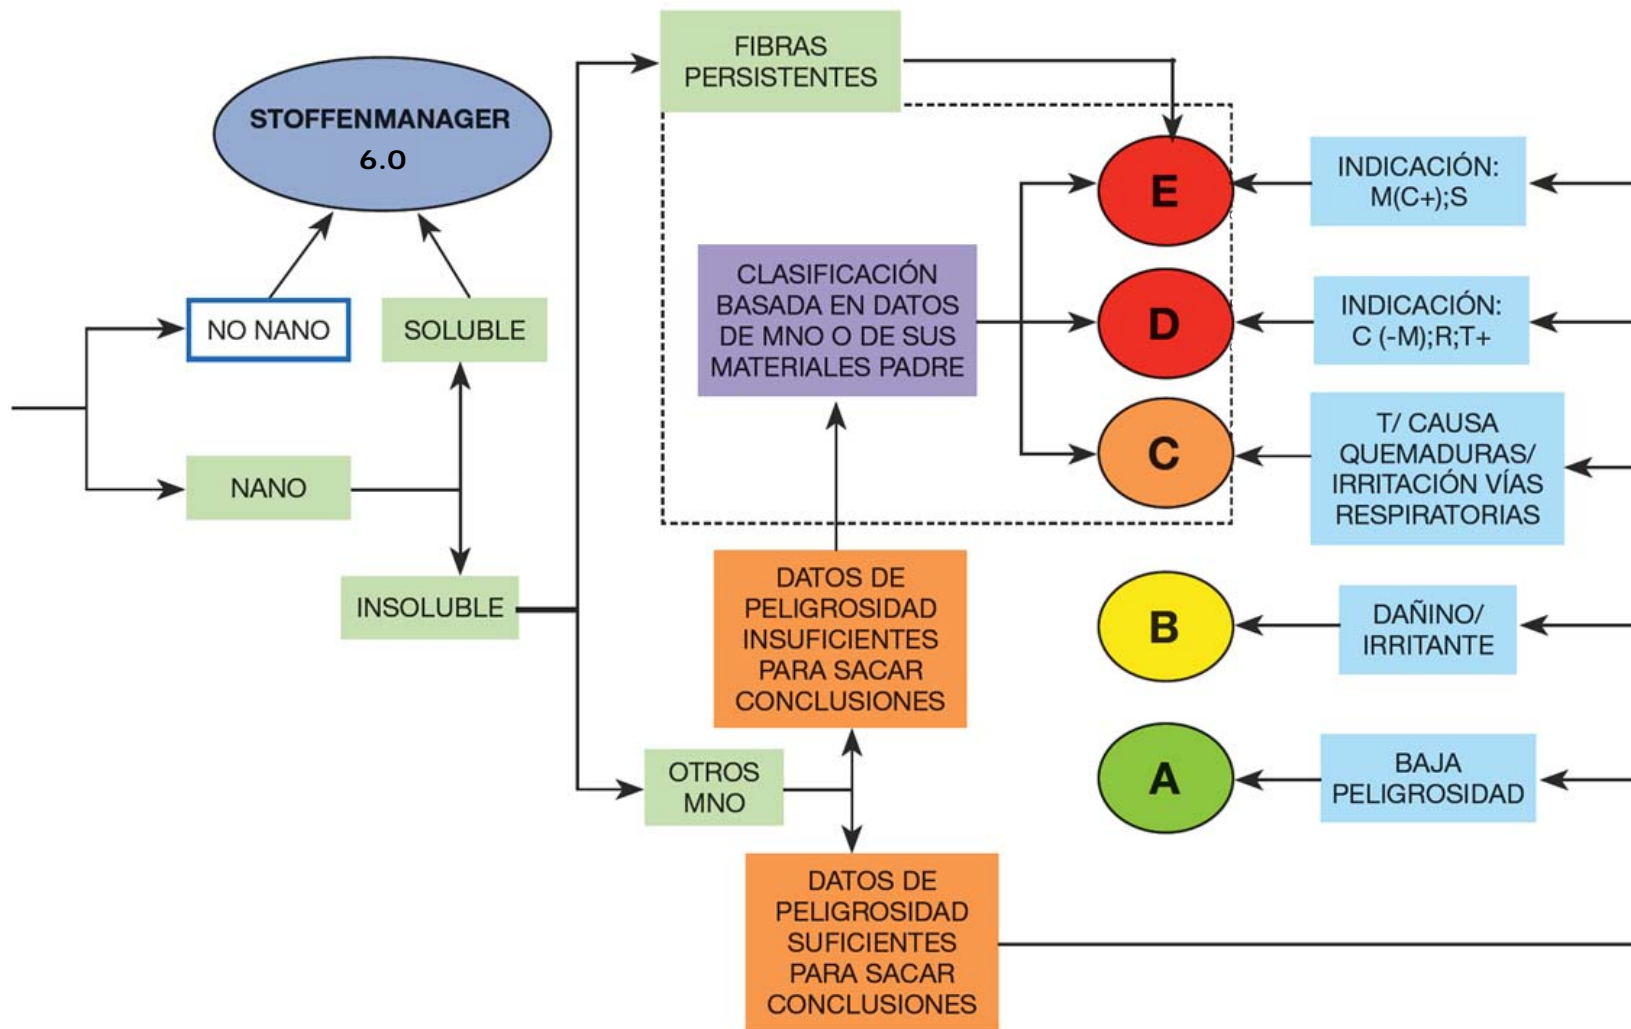 FIBRAS
PERSISTENTES
STOFFENMANAGER
6.0
E
INDICACIÓN:
M(C+);S
NO NANO
SOLUBLE
CLASIFICACIÓN
BASADA EN DATOS
DE MNO O DE SUS
MATERIALES PADRE
D
INDICACIÓN:
C (-M);R;T+
C
T/ CAUSA
QUEMADURAS/
IRRITACIÓN VÍAS
RESPIRATORIAS
NANO
INSOLUBLE
DATOS DE
PELIGROSIDAD
INSUFICIENTES
PARA SACAR
CONCLUSIONES
B
DAÑINO/
IRRITANTE
OTROS
MNO
A
BAJA
PELIGROSIDAD
DATOS DE
PELIGROSIDAD
SUFICIENTES
PARA SACAR
CONCLUSIONES